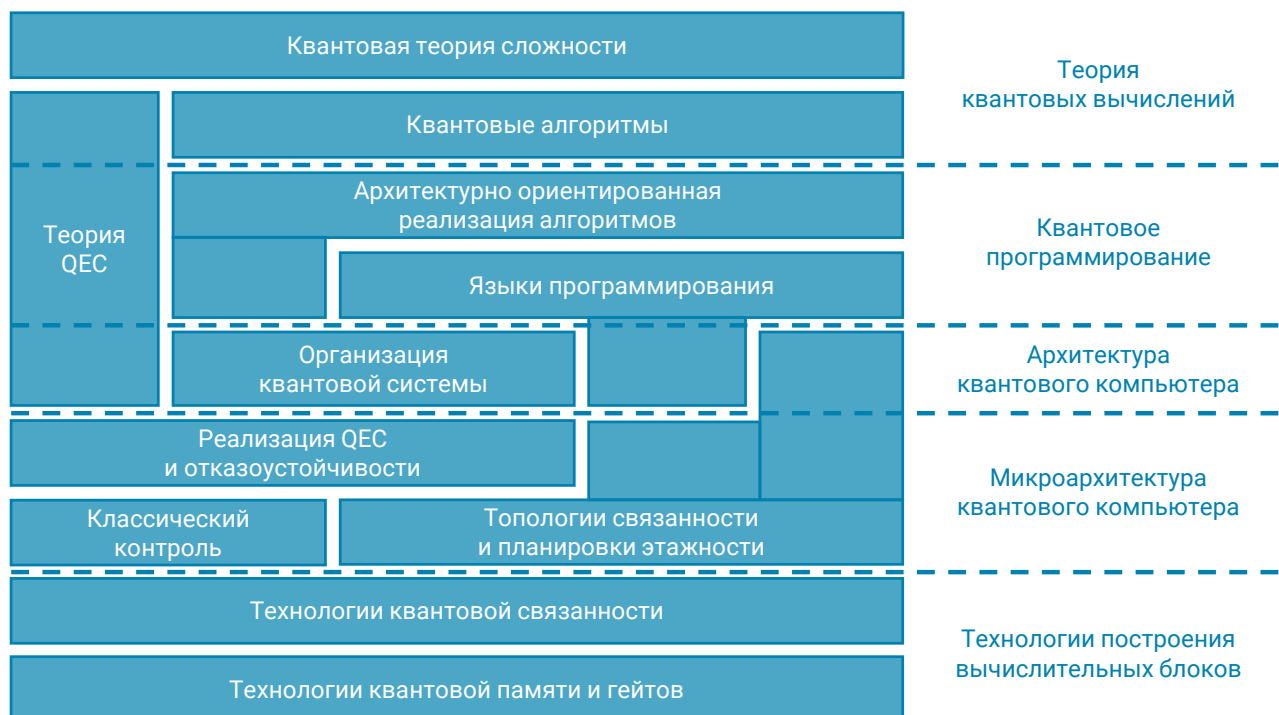 Квантовая теория сложности
Теория
квантовых вычислений
Квантовые алгоритмы
Архитектурно ориентированная
реализация алгоритмов
Теория
QEC
Квантовое
программирование
Языки программирования
Организация
квантовой системы
Архитектура
квантового компьютера
Реализация QEC
и отказоустойчивости
Микроархитектура
квантового компьютера
Классический
контроль
Топологии связанности
и планировки этажности
Технологии квантовой связанности
Технологии построения
вычислительных блоков
Технологии квантовой памяти и гейтов